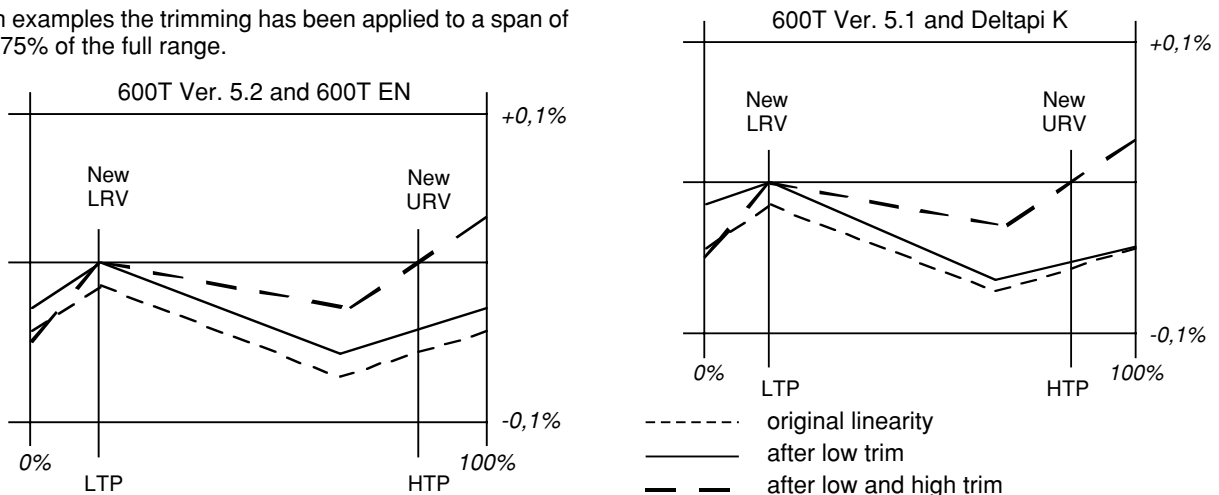 examples the trimming has been applied to a span of
75% of the full range.
600T Ver. 5.2 and 600T EN
+0,1%
New
LRV
New
URV
-0,1%
0%
100%
LTP
HTP
600T Ver. 5.1 and Deltapi K
+0,1%
New
LRV
New
URV
-0,1%
0%
100%
LTP
HTP
original linearity
after low trim
after low and high trim